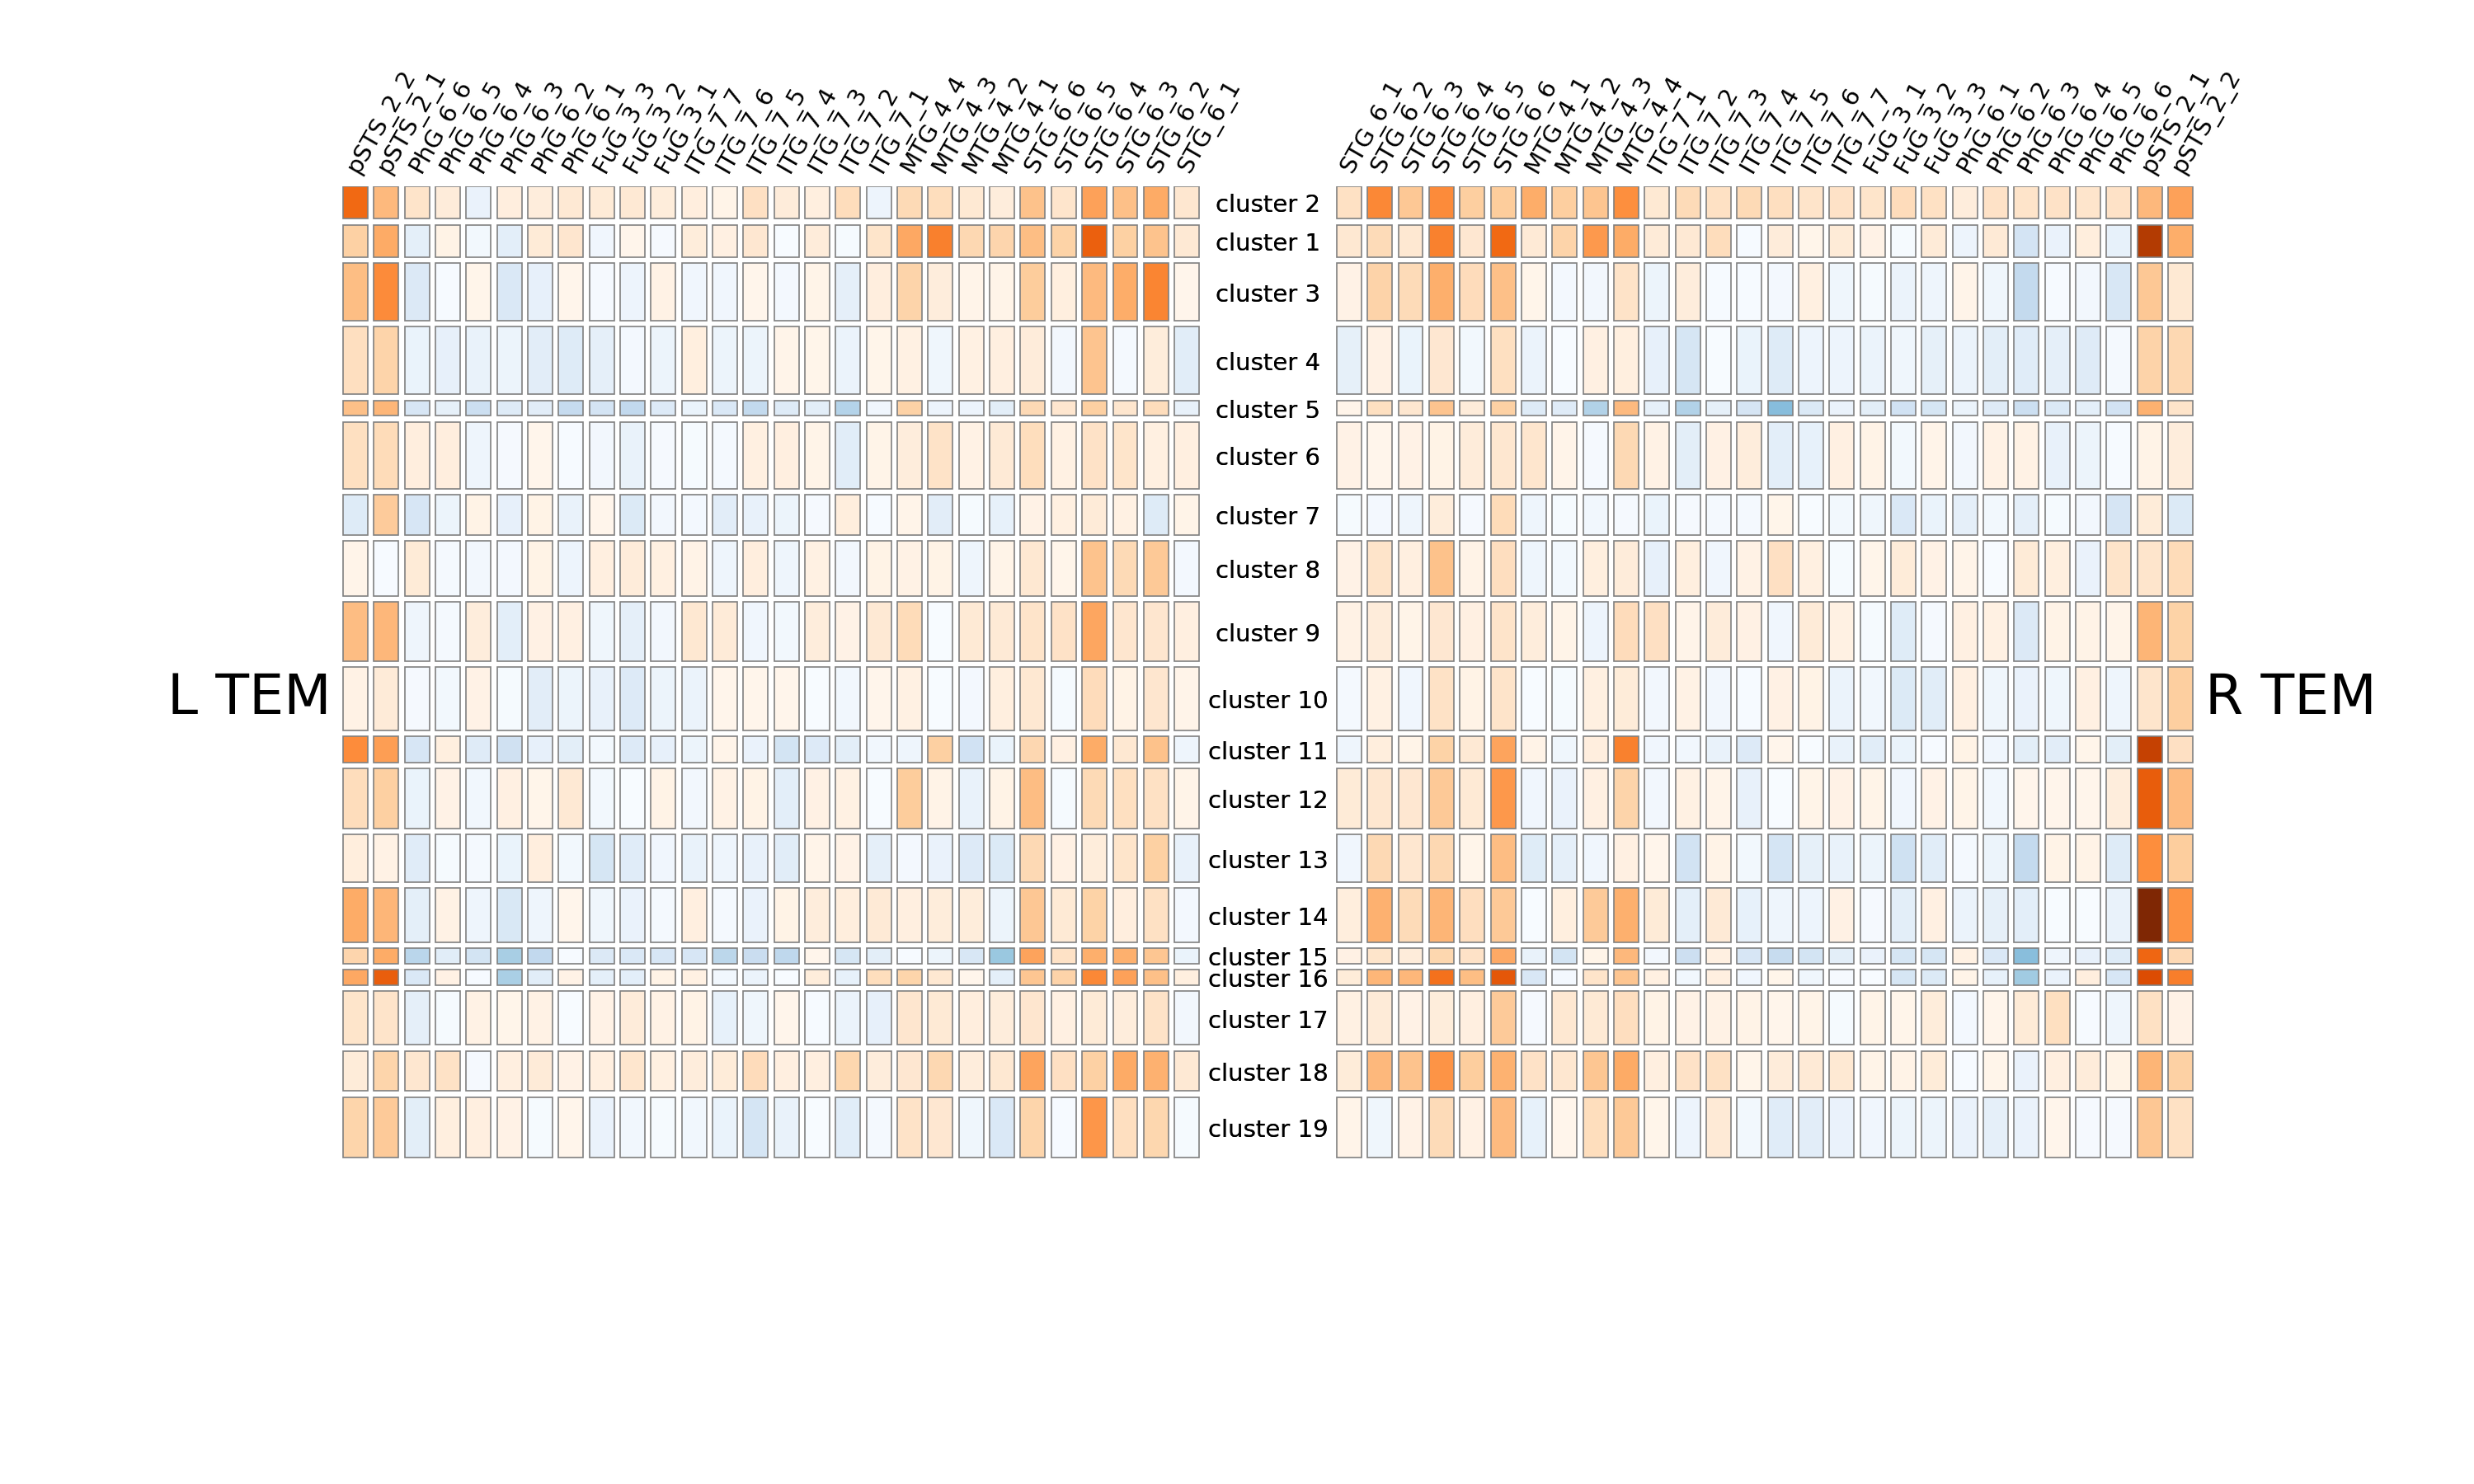 pSTS_2_2
pSTS_2_1
PhG_6_6
PhG_6_5
PhG_6_4
PhG_6_3
PhG_6_2
PhG_6_1
FuG_3_3
FuG_3_2
FuG_3_1
ITG_7_7
ITG_7_6
ITG_7_5
ITG_7_4
ITG_7_3
ITG_7_2
ITG_7_1
MTG_4_4
MTG_4_3
MTG_4_2
MTG_4_1
STG_6_6
STG_6_5
STG_6_4
STG_6_3
STG_6_2
STG_6_1
STG_6_1
STG_6_2
STG_6_3
STG_6_4
STG_6_5
STG_6_6
MTG_4_1
MTG_4_2
MTG_4_3
MTG_4_4
ITG_7_1
ITG_7_2
ITG_7_3
ITG_7_4
ITG_7_5
ITG_7_6
ITG_7_7
FuG_3_1
FuG_3_2
FuG_3_3
PhG_6_1
PhG_6_2
PhG_6_3
PhG_6_4
PhG_6_5
PhG_6_6
pSTS_2_1
pSTS_2_2
cluster 2
cluster 1
cluster 3
cluster 4
cluster 5
cluster 6
cluster 7
cluster 8
cluster 9
L TEM
cluster 10
R TEM
cluster 11
cluster 12
cluster 13
cluster 14
cluster 15
cluster 16
cluster 17
cluster 18
cluster 19